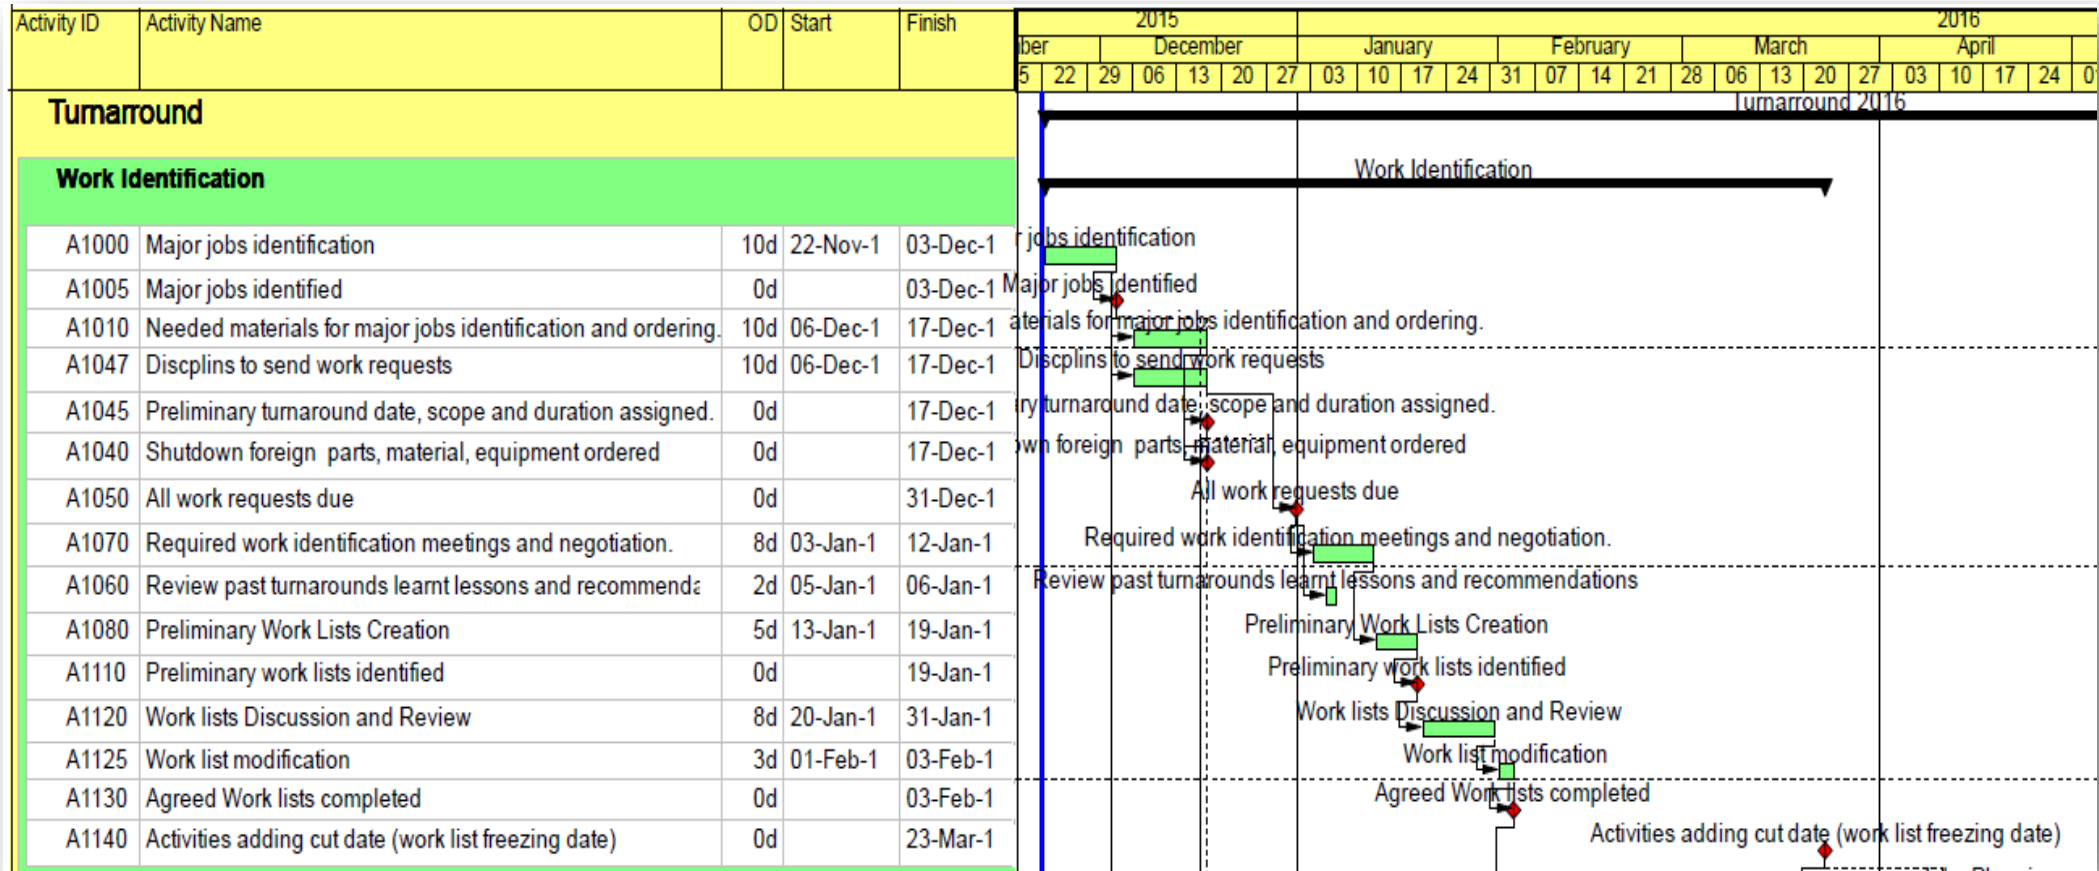 Activity ID Activity Name OD Start Finish 2015 2016
ber December January February March April
5 22 29 06 13 20 27 03 10 17 24 31 07 14 21 28 06 13 20 27 03 10 17 24 0
Turnarround
Turnarround 2016
Work Identification
Work Identification
A1000 Major jobs identification 10d 22-Nov-1 03-Dec-1 r jobs identification
A1005 Major jobs identified 0d 03-Dec-1 Major jobs identified
A1010 Needed materials for major jobs identification and ordering. 10d 06-Dec-1 17-Dec-1 aterials for major jobs identification and ordering.
A1047 Discplins to send work requests 10d 06-Dec-1 17-Dec-1 Discplins to send work requests
A1045 Preliminary turnaround date, scope and duration assigned. 0d 17-Dec-1 ry turnaround date, scope and duration assigned.
A1040 Shutdown foreign parts, material, equipment ordered 0d 17-Dec-1 own foreign parts, material, equipment ordered
A1050 All work requests due 0d 31-Dec-1 All work requests due
A1070 Required work identification meetings and negotiation. 8d 03-Jan-1 12-Jan-1 Required work identification meetings and negotiation.
A1060 Review past turnarounds learnt lessons and recommenda 2d 05-Jan-1 06-Jan-1 Review past turnarounds learnt lessons and recommendations
A1080 Preliminary Work Lists Creation 5d 13-Jan-1 19-Jan-1 Preliminary Work Lists Creation
A1110 Preliminary work lists identified 0d 19-Jan-1 Preliminary work lists identified
A1120 Work lists Discussion and Review 8d 20-Jan-1 31-Jan-1 Work lists Discussion and Review
A1125 Work list modification 3d 01-Feb-1 03-Feb-1 Work list modification
A1130 Agreed Work lists completed 0d 03-Feb-1 Agreed Work lists completed
A1140 Activities adding cut date (work list freezing date) 0d 23-Mar-1 Activities adding cut date (work list freezing date)